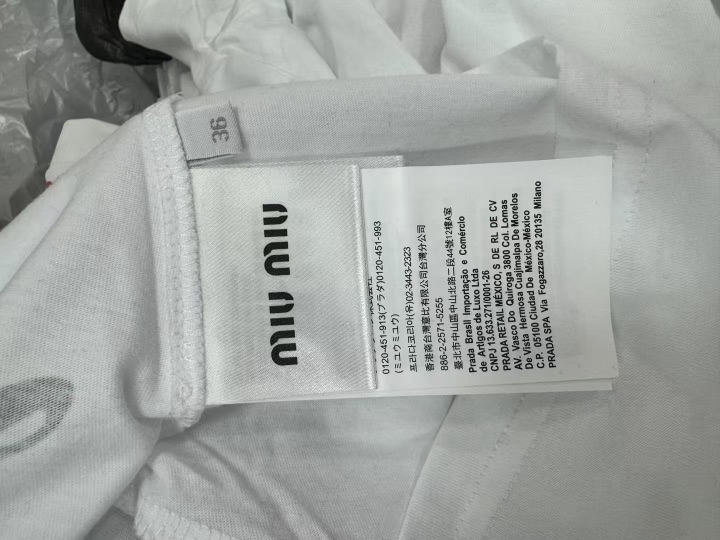 36
MIU MIU
0120-451-913(プラダ)0120-451-993
(ミュウミュウ)
프라다코리아(유)02-3443-2323
香港商台灣意比有限公司台灣分公司
886-2-2571-5255
臺北市中山區中山北路二段44號12樓A室
Prada Brasil Importação e Comércio
de Artigos de Luxo Ltda
CNPJ 13.633.271/0001-26
PRADA RETAIL MÉXICO, S DE RL DE CV
AV. Vasco Do Quiroga 3800 Col. Lomas
De Vista Hermosa Cuajimalpa De Morelos
C.P. 05100 Ciudad De México-México
PRADA SPA Via Fogazzaro,28 20135 Milano